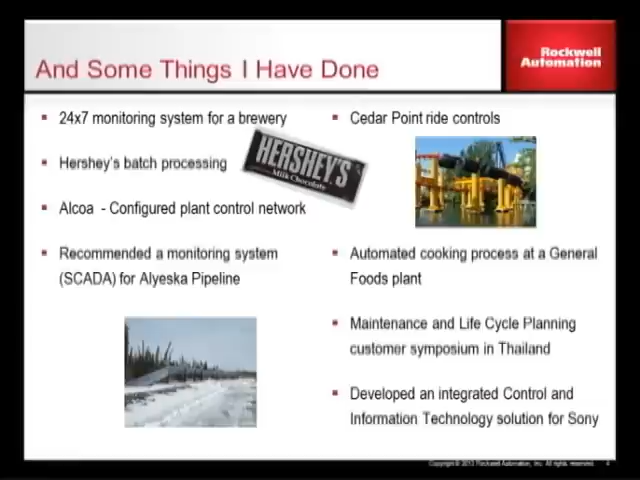 And Some Things I Have Done
Rockwell
Automation
24x7 monitoring system for a brewery
Hershey's batch processing
HERSHEY'S
Milk Chocolate
Alcoa - Configured plant control network
Recommended a monitoring system
(SCADA) for Alyeska Pipeline
Cedar Point ride controls
Automated cooking process at a General
Foods plant
Maintenance and Life Cycle Planning
customer symposium in Thailand
Developed an integrated Control and
Information Technology solution for Sony
Copyright © 2013 Rockwell Automation, Inc. All rights reserved. 4